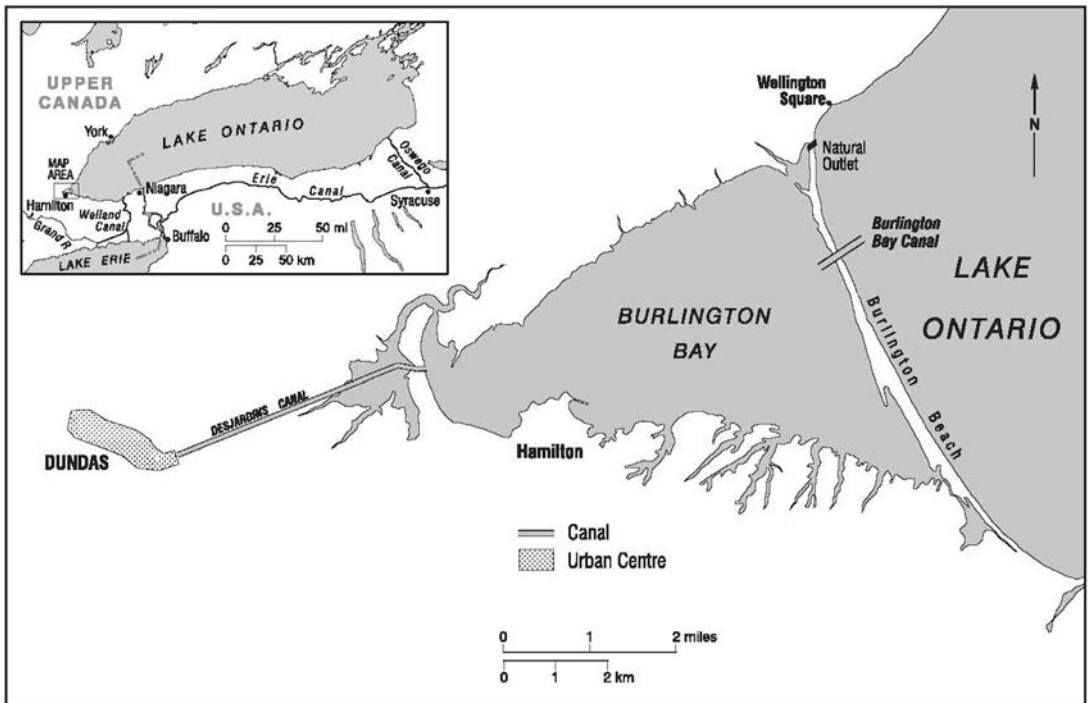 UPPER
CANADA
York
LAKE ONTARIO
MAP
AREA
Hamilton
Niagara
Welland
Canal
Grand R
Erie
Canal
Oswego
Canal
Syracuse
U.S.A.
Buffalo
LAKE ERIE
0 25 50 mi
0 25 50 km
Wellington
Square
N
Natural
Outlet
Burlington
Bay Canal
LAKE
ONTARIO
BURLINGTON
BAY
Burlington
Beach
DESJARDINS CANAL
DUNDAS
Hamilton
Canal
Urban Centre
0 1 2 miles
0 1 2 km